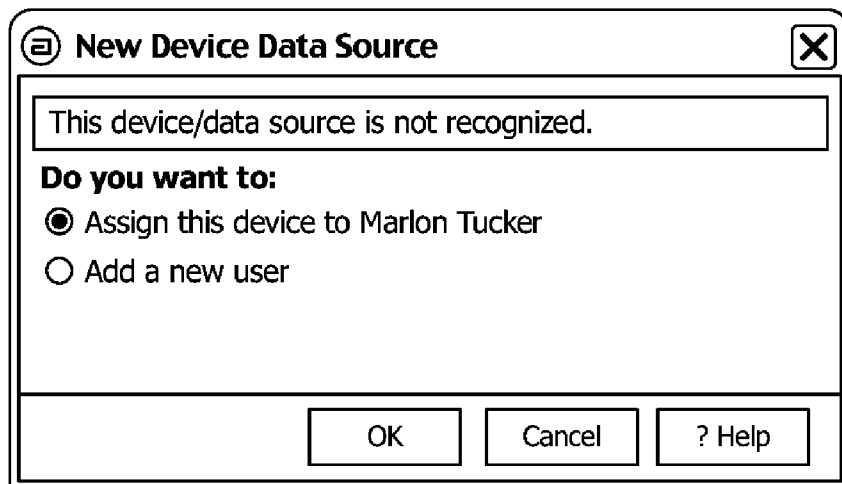 New Device Data Source
This device/data source is not recognized.
Do you want to:
Assign this device to Marlon Tucker
Add a new user
OK
Cancel
? Help